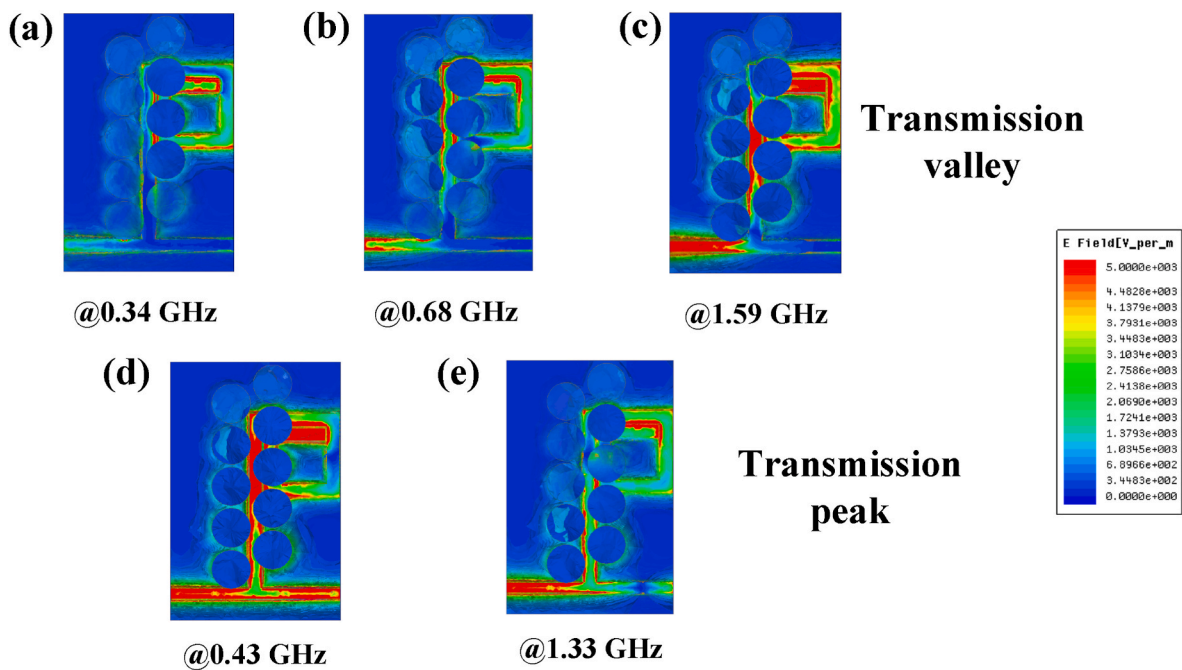 (a)
(b)
(c)
Transmission
valley
@0.34 GHz
@0.68 GHz
@1.59 GHz
E Field[V_per_m
5.0000e+003
4.4828e+003
4.1379e+003
3.7931e+003
3.4483e+003
3.1034e+003
2.7586e+003
2.4138e+003
2.0690e+003
1.7241e+003
1.3793e+003
1.0345e+003
6.8966e+002
3.4483e+002
0.0000e+000
(d)
(e)
Transmission
peak
@0.43 GHz
@1.33 GHz